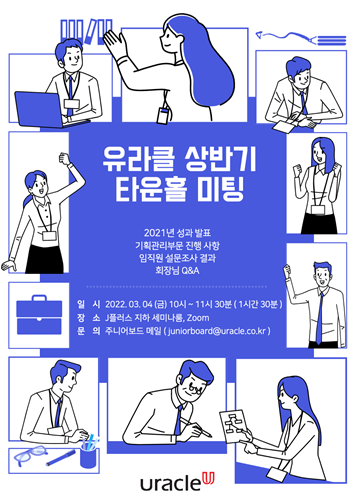 유라클 상반기
타운홀 미팅
2021년 성과 발표
기획관리부문 진행 사항
임직원 설문조사 결과
회장님 Q&A
일 시 2022. 03. 04 (금) 10시 ~ 11시 30분 ( 1시간 30분 )
장 소 J플러스 지하 세미나룸, Zoom
문 의 주니어보드 메일 ( juniorboard@uracle.co.kr )
uracle U